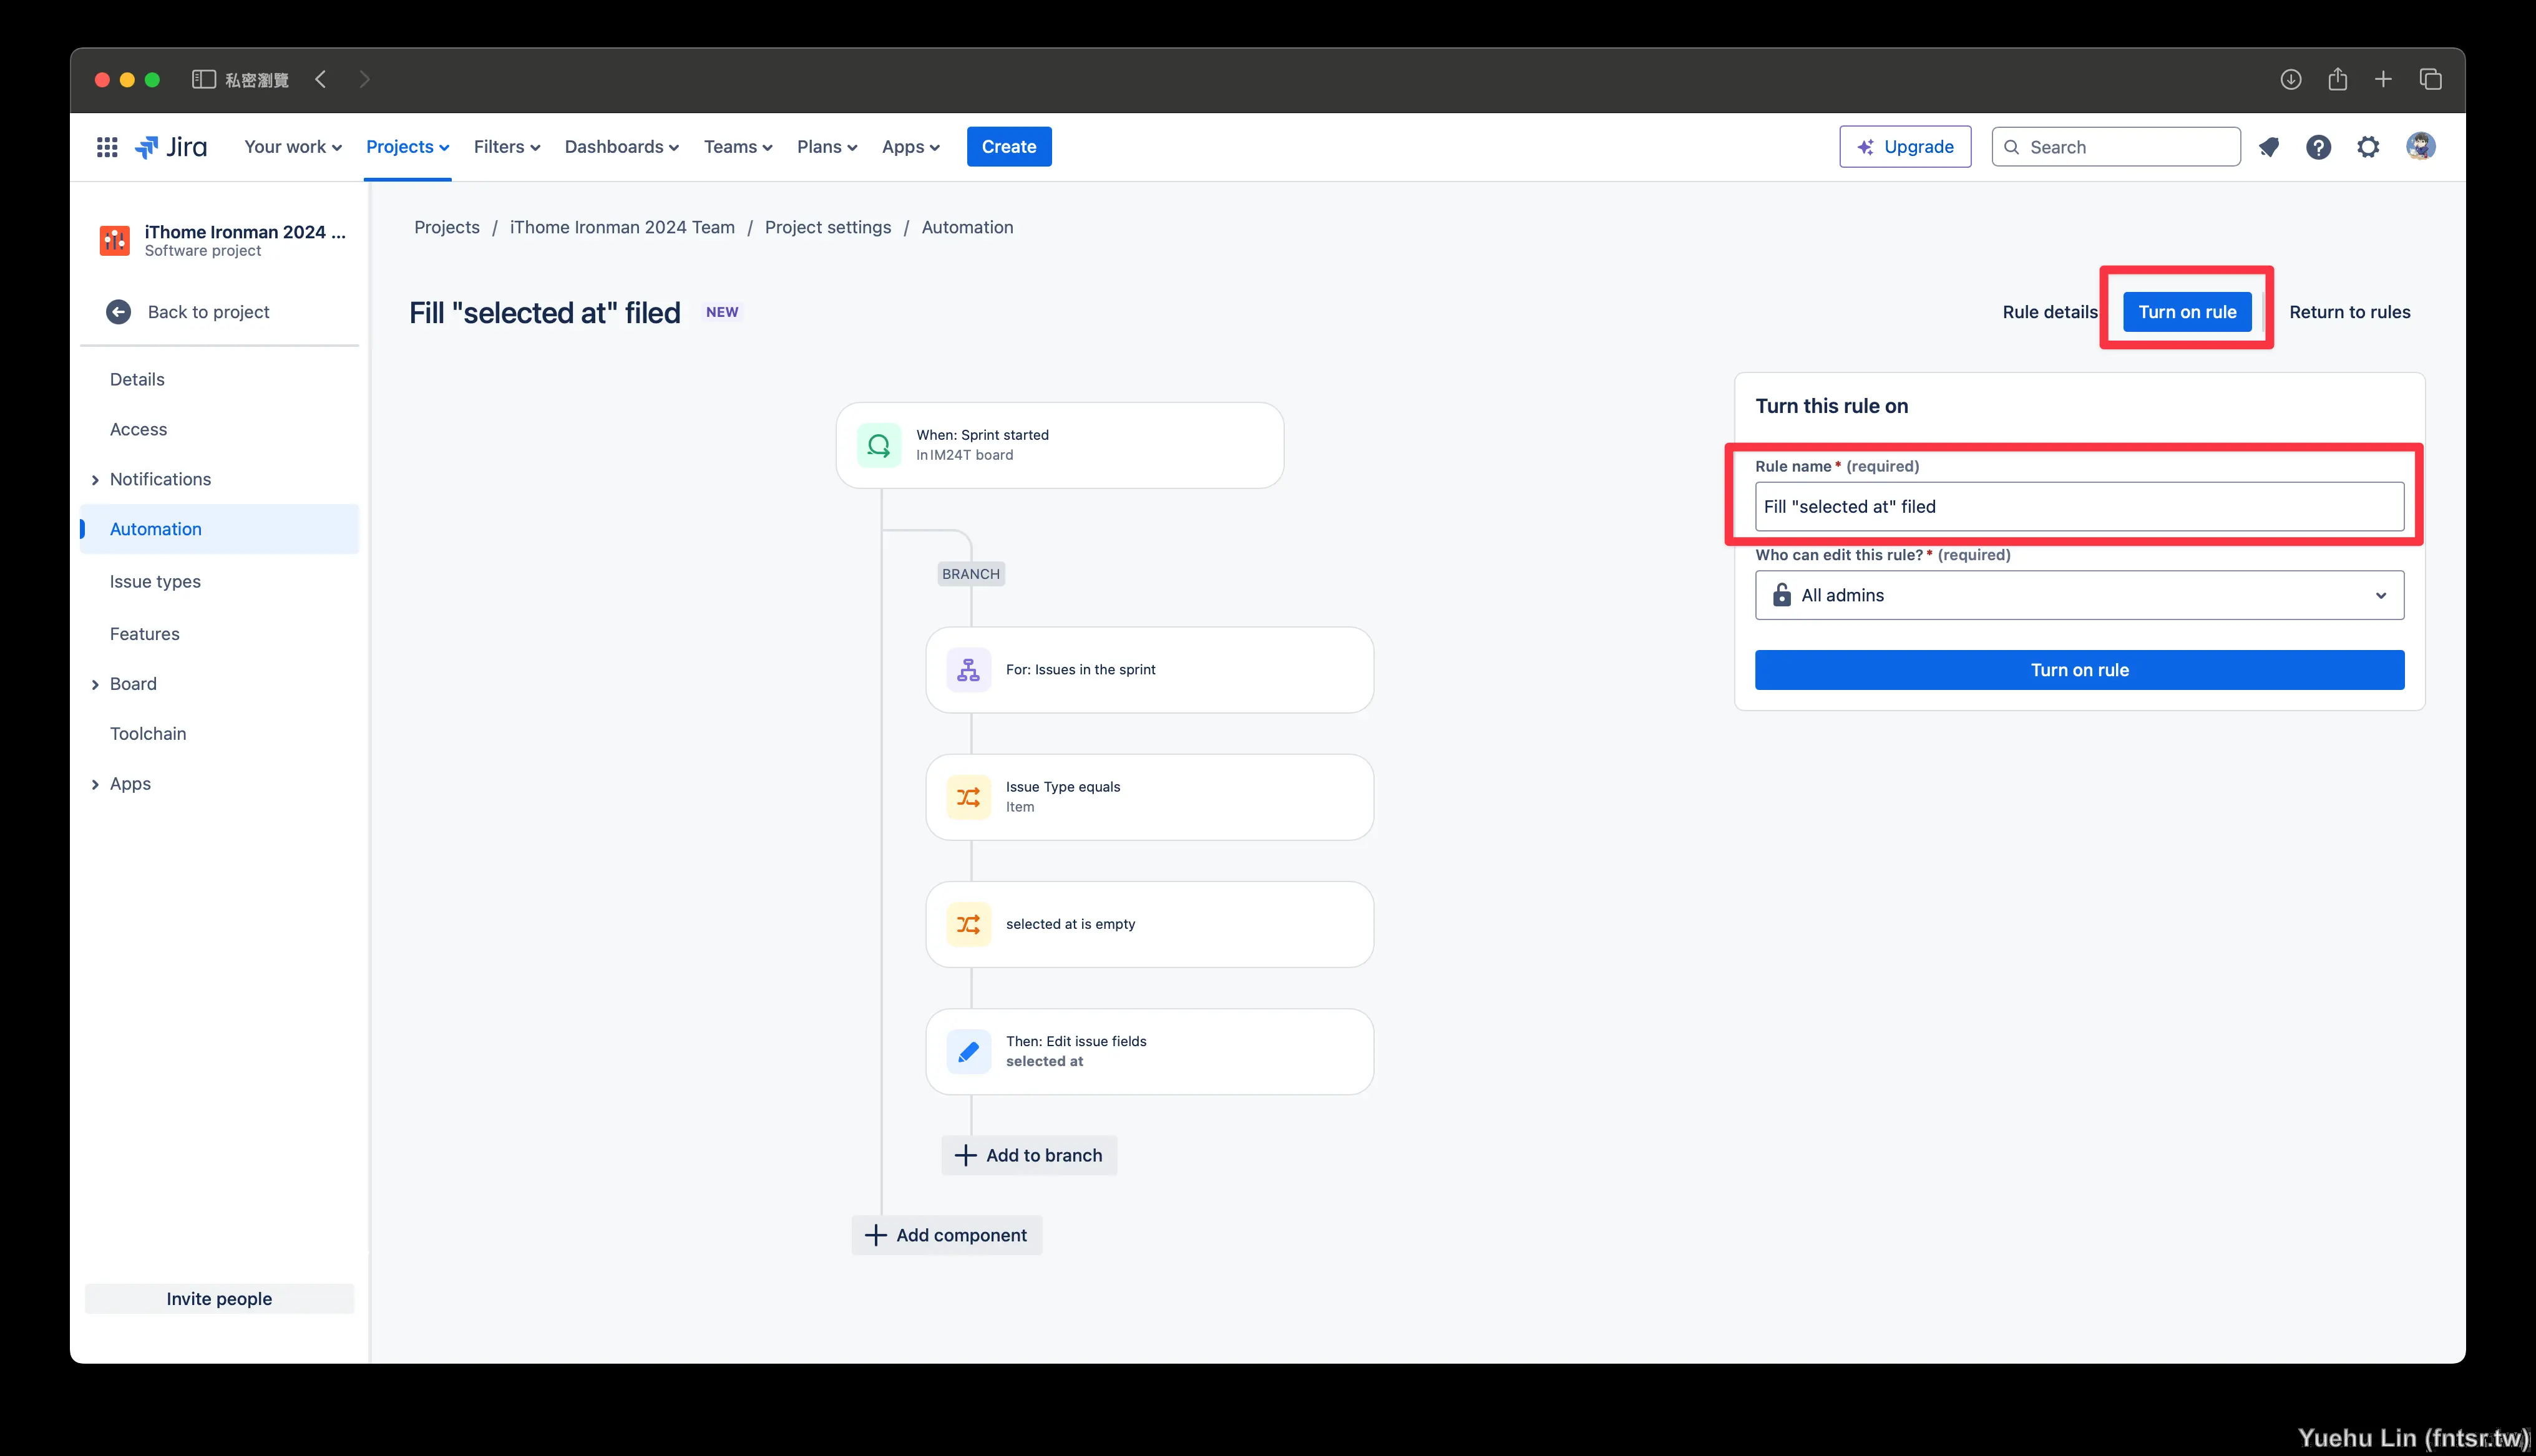 私密瀏覽
Jira
Your work
Projects
Filters
Dashboards
Teams
Plans
Apps
Create
Upgrade
Search
iThome Ironman 2024 ...
Software project
Back to project
Details
Access
Notifications
Automation
Issue types
Features
Board
Toolchain
Apps
Invite people
Projects / iThome Ironman 2024 Team / Project settings / Automation
Fill "selected at" filed NEW
Rule details
Turn on rule
Return to rules
When: Sprint started
In IM24T board
BRANCH
For: Issues in the sprint
Issue Type equals
Item
selected at is empty
Then: Edit issue fields
selected at
Add to branch
Add component
Turn this rule on
Rule name * (required)
Fill "selected at" filed
Who can edit this rule? * (required)
All admins
Turn on rule
Yuehu Lin (fntsr.tw)